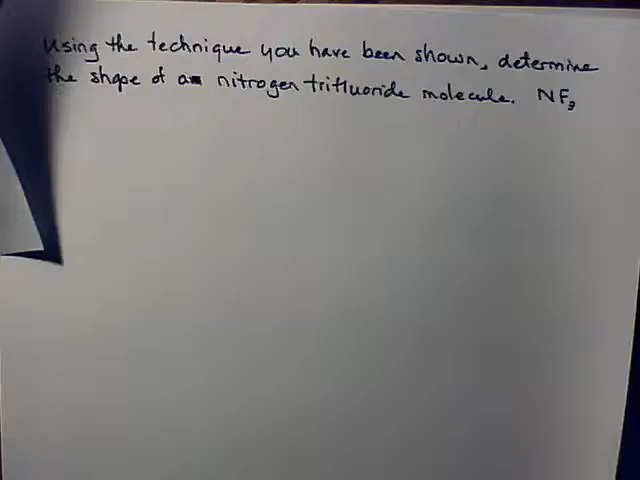 Using the technique you have been shown, determine
the shape of a nitrogen trifluoride molecule. NF₃